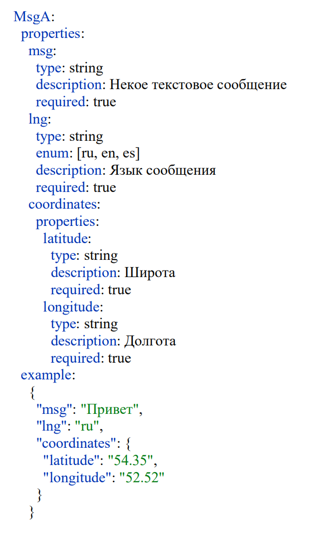 MsgA:
properties:
msg:
type: string
description: Некое текстовое сообщение
required: true
lng:
type: string
enum: [ru, en, es]
description: Язык сообщения
required: true
coordinates:
properties:
latitude:
type: string
description: Широта
required: true
longitude:
type: string
description: Долгота
required: true
example:
{
"msg": "Привет",
"lng": "ru",
"coordinates": {
"latitude": "54.35",
"longitude": "52.52"
}
}